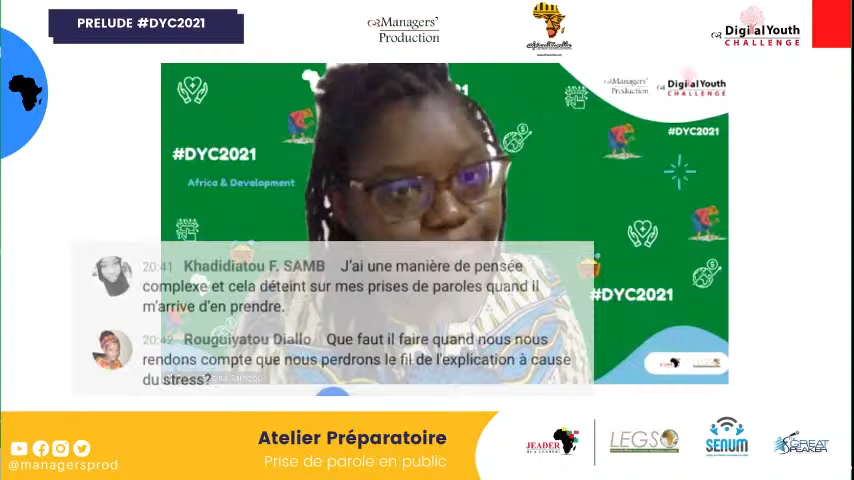 PRELUDE #DYC2021
Managers'
Production
Digital Youth
CHALLENGE
Managers'
Production
Digital Youth
CHALLENGE
#DYC2021
#DYC2021
Africa & Development
#DYC2021
20:41 Khadidiatou F. SAMB J'ai une manière de pensée
complexe et cela déteint sur mes prises de paroles quand il
m'arrive d'en prendre.
20:42 Rouguiyatou Diallo Que faut il faire quand nous nous
rendons compte que nous perdrons le fil de l'explication à cause
du stress?
Atelier Préparatoire
Prise de parole en public
@managersprod
JEADER
LEGS
SENUM
GREAT
SPEAKER